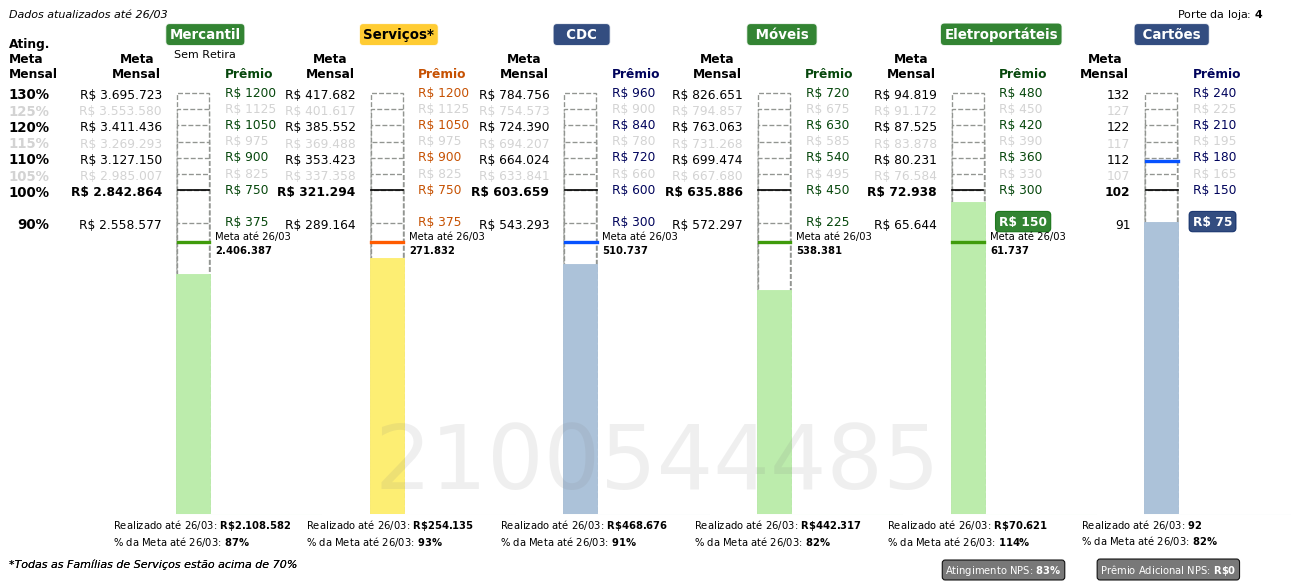 Dados atualizados até 26/03 Porte da loja: 4
Mercantil Serviços* CDC Móveis Eletroportáteis Cartões
Sem Retira
Ating. Meta Mensal Meta Mensal Prêmio Meta Mensal Prêmio Meta Mensal Prêmio Meta Mensal Prêmio Meta Mensal Prêmio Meta Mensal Prêmio
130% R$ 3.695.723 R$ 1200 R$ 417.682 R$ 1200 R$ 784.756 R$ 960 R$ 826.651 R$ 720 R$ 94.819 R$ 480 132 R$ 240
125% R$ 3.553.580 R$ 1125 R$ 401.617 R$ 1125 R$ 754.573 R$ 900 R$ 794.857 R$ 675 R$ 91.172 R$ 450 127 R$ 225
120% R$ 3.411.436 R$ 1050 R$ 385.552 R$ 1050 R$ 724.390 R$ 840 R$ 763.063 R$ 630 R$ 87.525 R$ 420 122 R$ 210
115% R$ 3.269.293 R$ 975 R$ 369.488 R$ 975 R$ 694.207 R$ 780 R$ 731.268 R$ 585 R$ 83.878 R$ 390 117 R$ 195
110% R$ 3.127.150 R$ 900 R$ 353.423 R$ 900 R$ 664.024 R$ 720 R$ 699.474 R$ 540 R$ 80.231 R$ 360 112 R$ 180
105% R$ 2.985.007 R$ 825 R$ 337.358 R$ 825 R$ 633.841 R$ 660 R$ 667.680 R$ 495 R$ 76.584 R$ 330 107 R$ 165
100% R$ 2.842.864 R$ 750 R$ 321.294 R$ 750 R$ 603.659 R$ 600 R$ 635.886 R$ 450 R$ 72.938 R$ 300 102 R$ 150
90% R$ 2.558.577 R$ 375 R$ 289.164 R$ 375 R$ 543.293 R$ 300 R$ 572.297 R$ 225 R$ 65.644 R$ 150 91 R$ 75
Meta até 26/03 Meta até 26/03 Meta até 26/03 Meta até 26/03 Meta até 26/03
2.406.387 271.832 510.737 538.381 61.737
2100544485
Realizado até 26/03: R$2.108.582 Realizado até 26/03: R$254.135 Realizado até 26/03: R$468.676 Realizado até 26/03: R$442.317 Realizado até 26/03: R$70.621 Realizado até 26/03: 92
% da Meta até 26/03: 87% % da Meta até 26/03: 93% % da Meta até 26/03: 91% % da Meta até 26/03: 82% % da Meta até 26/03: 114% % da Meta até 26/03: 82%
*Todas as Famílias de Serviços estão acima de 70% Atingimento NPS: 83% Prêmio Adicional NPS: R$0